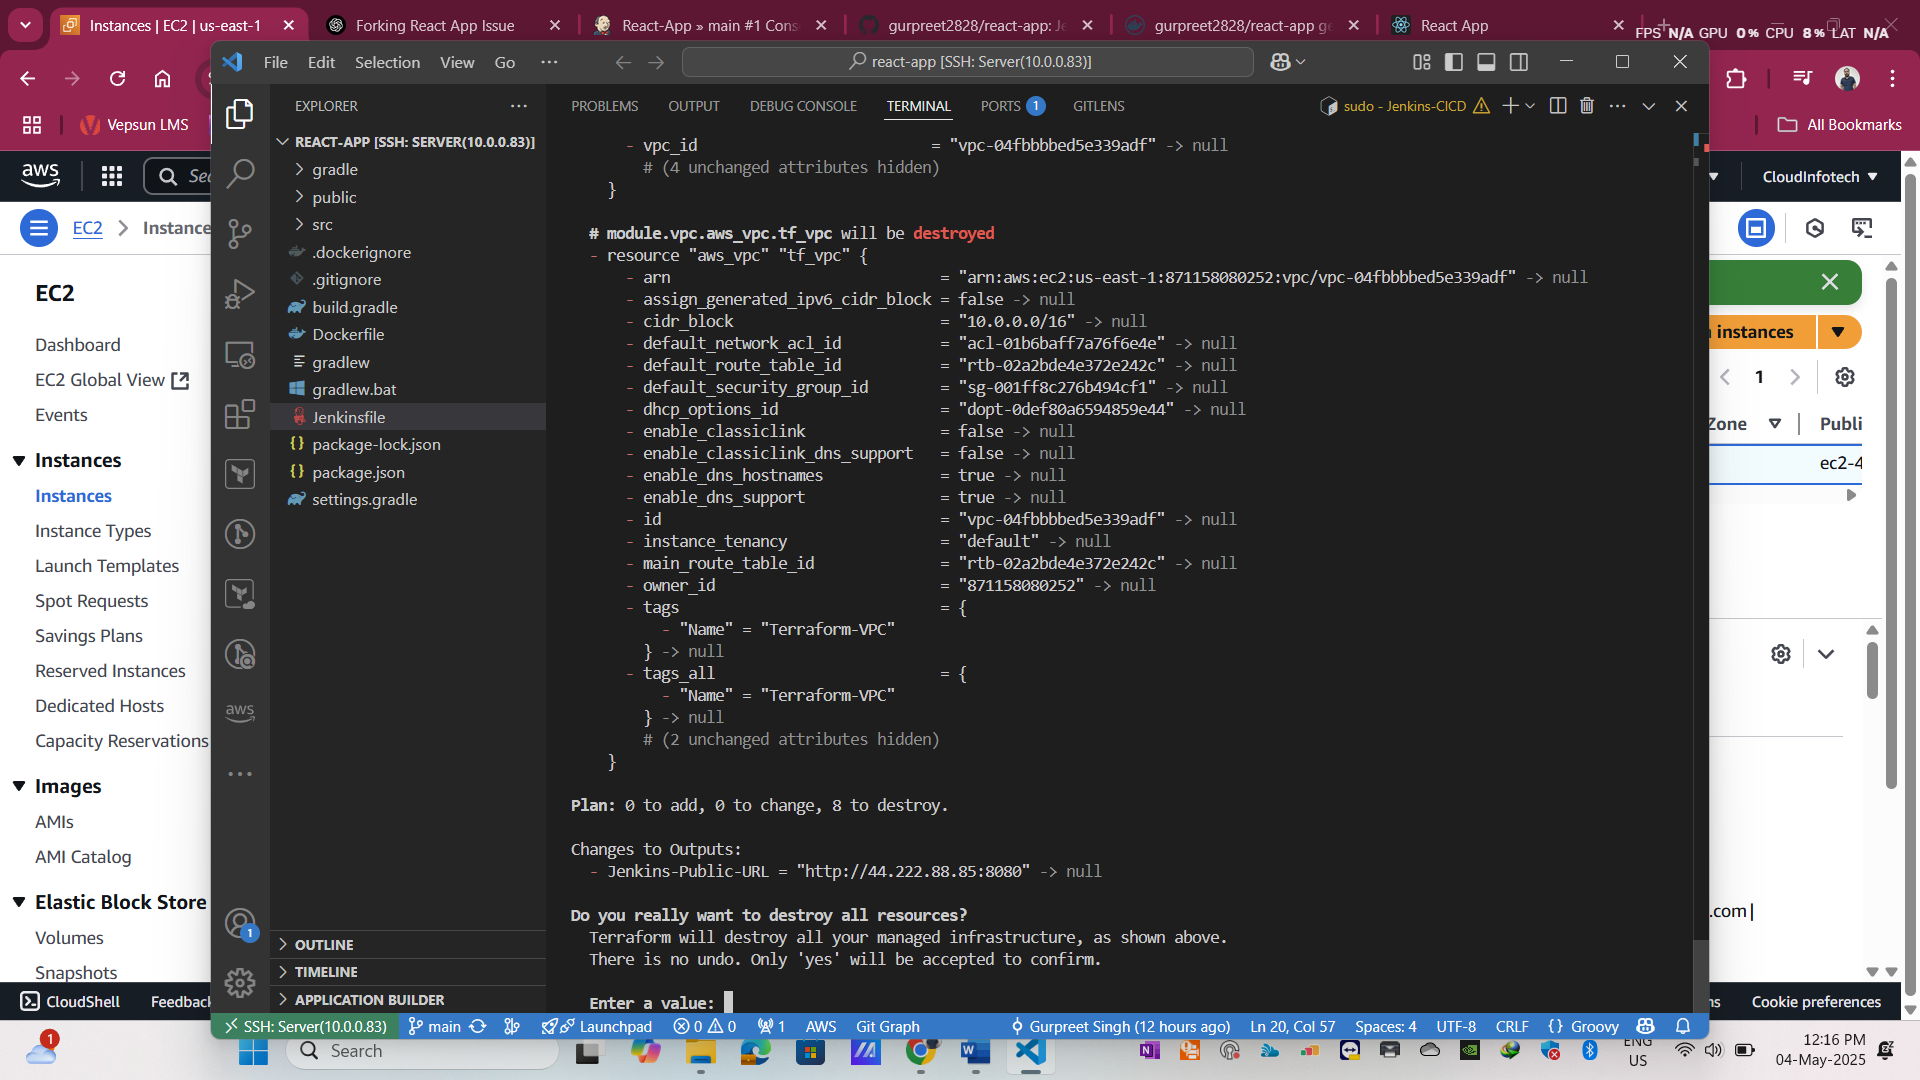 Instances | EC2 | us-east-1
Forking React App Issue
React-App » main #1 Cons
gurpreet2828/react-app: Je
gurpreet2828/react-app ge
React App
FPS N/A GPU 0% CPU 8% LAT N/A
File Edit Selection View Go
react-app [SSH: Server(10.0.0.83)]
Vepsun LMS
All Bookmarks
aws
CloudInfotech
EC2 > Instance
EC2
Dashboard
EC2 Global View
Events
Instances
Instances
Instance Types
Launch Templates
Spot Requests
Savings Plans
Reserved Instances
Dedicated Hosts
Capacity Reservations
Images
AMIs
AMI Catalog
Elastic Block Store
Volumes
Snapshots
CloudShell Feedback
EXPLORER
REACT-APP [SSH: SERVER(10.0.0.83)]
gradle
public
src
.dockerignore
.gitignore
build.gradle
Dockerfile
gradlew
gradlew.bat
Jenkinsfile
package-lock.json
package.json
settings.gradle
aws
1
OUTLINE
TIMELINE
APPLICATION BUILDER
PROBLEMS OUTPUT DEBUG CONSOLE TERMINAL PORTS 1 GITLENS
sudo - Jenkins-CICD
- vpc_id = "vpc-04fbbbbed5e339adf" -> null
# (4 unchanged attributes hidden)
}
# module.vpc.aws_vpc.tf_vpc will be destroyed
- resource "aws_vpc" "tf_vpc" {
- arn = "arn:aws:ec2:us-east-1:871158080252:vpc/vpc-04fbbbbed5e339adf" -> null
- assign_generated_ipv6_cidr_block = false -> null
- cidr_block = "10.0.0.0/16" -> null
- default_network_acl_id = "acl-01b6baff7a76f6e4e" -> null
- default_route_table_id = "rtb-02a2bde4e372e242c" -> null
- default_security_group_id = "sg-001ff8c276b494cf1" -> null
- dhcp_options_id = "dopt-0def80a6594859e44" -> null
- enable_classiclink = false -> null
- enable_classiclink_dns_support = false -> null
- enable_dns_hostnames = true -> null
- enable_dns_support = true -> null
- id = "vpc-04fbbbbed5e339adf" -> null
- instance_tenancy = "default" -> null
- main_route_table_id = "rtb-02a2bde4e372e242c" -> null
- owner_id = "871158080252" -> null
- tags = {
- "Name" = "Terraform-VPC"
} -> null
- tags_all = {
- "Name" = "Terraform-VPC"
} -> null
# (2 unchanged attributes hidden)
}
Plan: 0 to add, 0 to change, 8 to destroy.
Changes to Outputs:
- Jenkins-Public-URL = "http://44.222.88.85:8080" -> null
Do you really want to destroy all resources?
Terraform will destroy all your managed infrastructure, as shown above.
There is no undo. Only 'yes' will be accepted to confirm.
Enter a value:
instances
1
Zone Publi
ec2-4
.com|
ns Cookie preferences
SSH: Server(10.0.0.83) main Launchpad 0 0 1 AWS Git Graph Gurpreet Singh (12 hours ago) Ln 20, Col 57 Spaces: 4 UTF-8 CRLF {} Groovy
1
Search
ENG
US
12:16 PM
04-May-2025